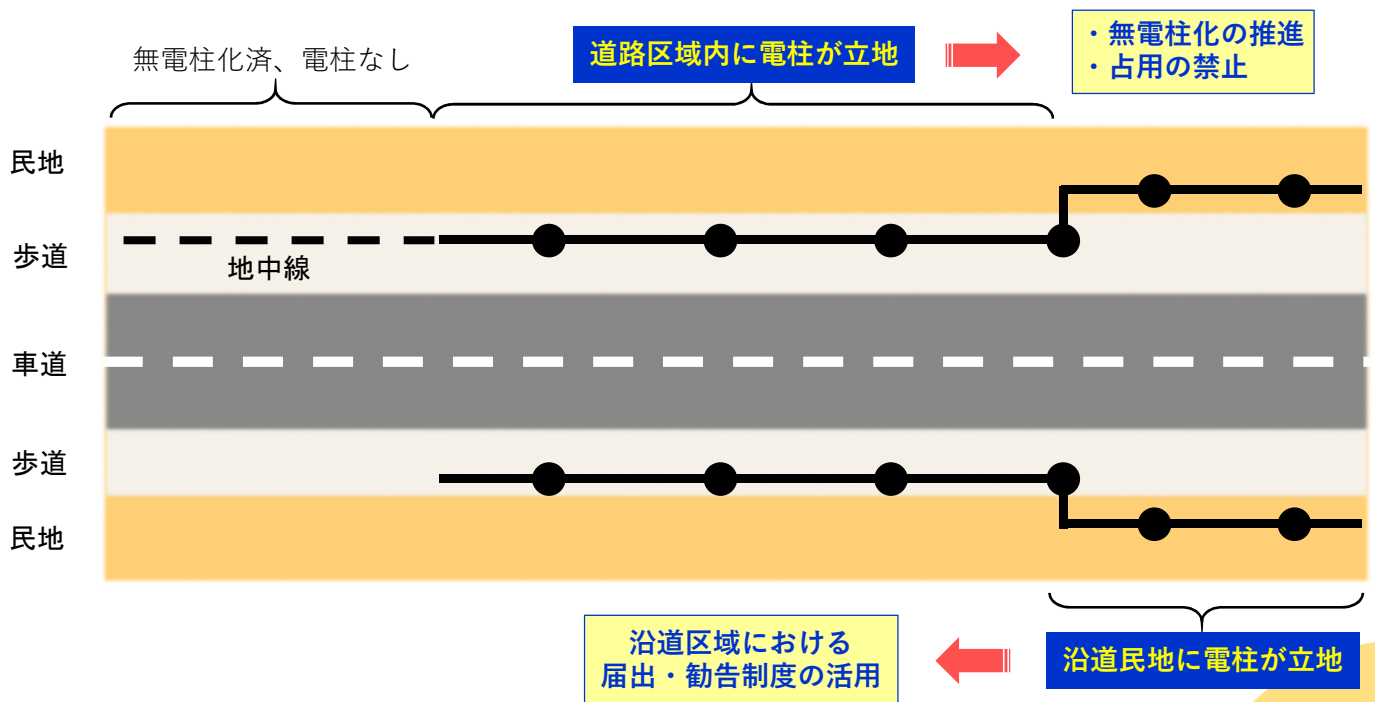 無電柱化済、電柱なし
道路区域内に電柱が立地
・無電柱化の推進
・占用の禁止
民地
歩道
地中線
車道
歩道
民地
沿道区域における
届出・勧告制度の活用
沿道民地に電柱が立地